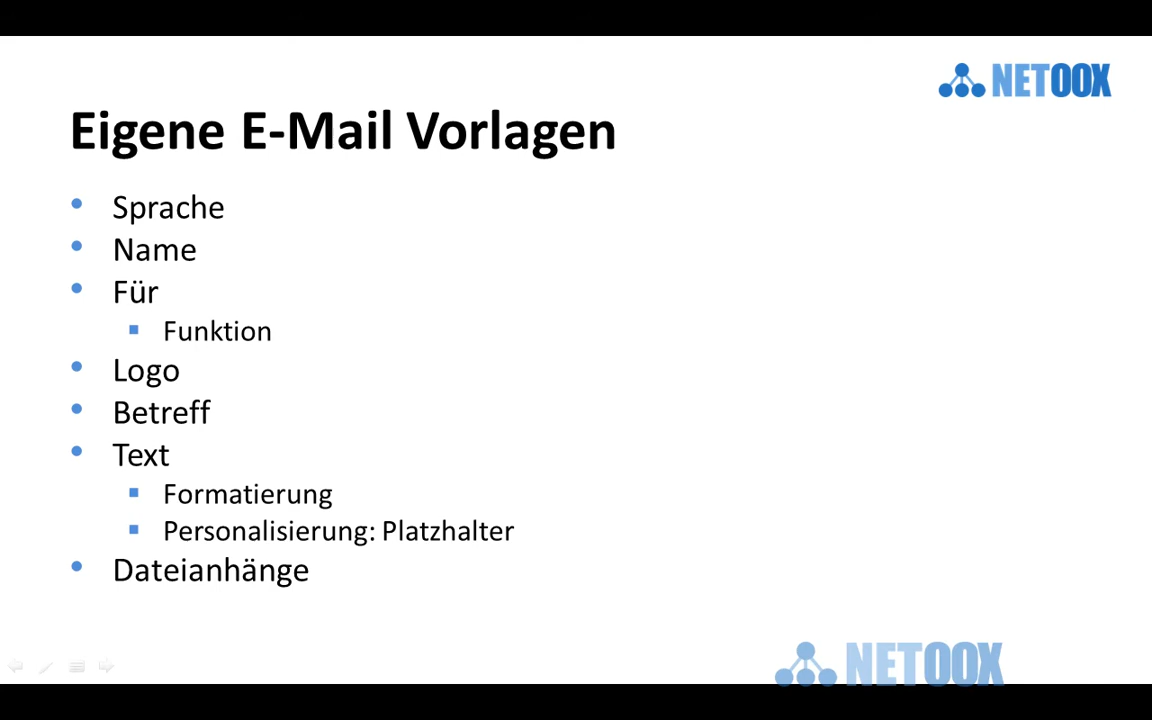 NETOOX
Eigene E-Mail Vorlagen
• Sprache
• Name
• Für
▪ Funktion
• Logo
• Betreff
• Text
▪ Formatierung
▪ Personalisierung: Platzhalter
• Dateianhänge
NETOOX